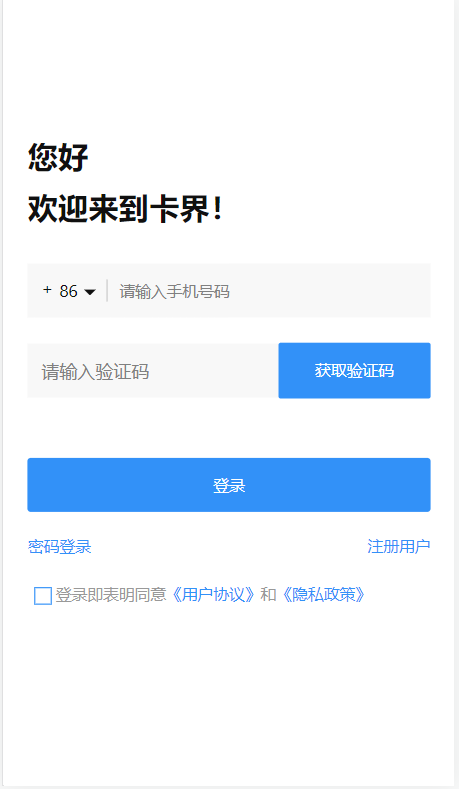 您好
欢迎来到卡界！
+ 86 请输入手机号码
请输入验证码 获取验证码
登录
密码登录 注册用户
登录即表明同意《用户协议》和《隐私政策》